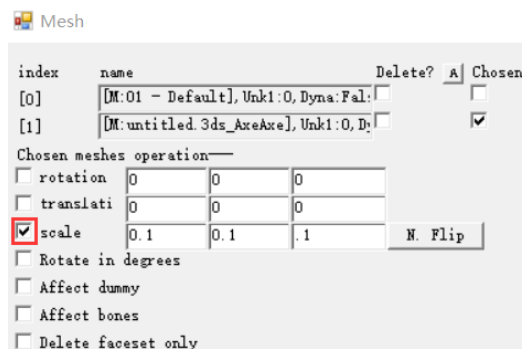 Mesh
index name Delete? A Chosen
[0] [M:01 - Default], Unk1:0, Dyna:Fal:
[1] [M:untitled.3ds_AxeAxe], Unk1:0, Dy
Chosen meshes operation——
rotation 0 0 0
translati 0 0 0
scale 0.1 0.1 .1 N. Flip
Rotate in degrees
Affect dummy
Affect bones
Delete faceset only